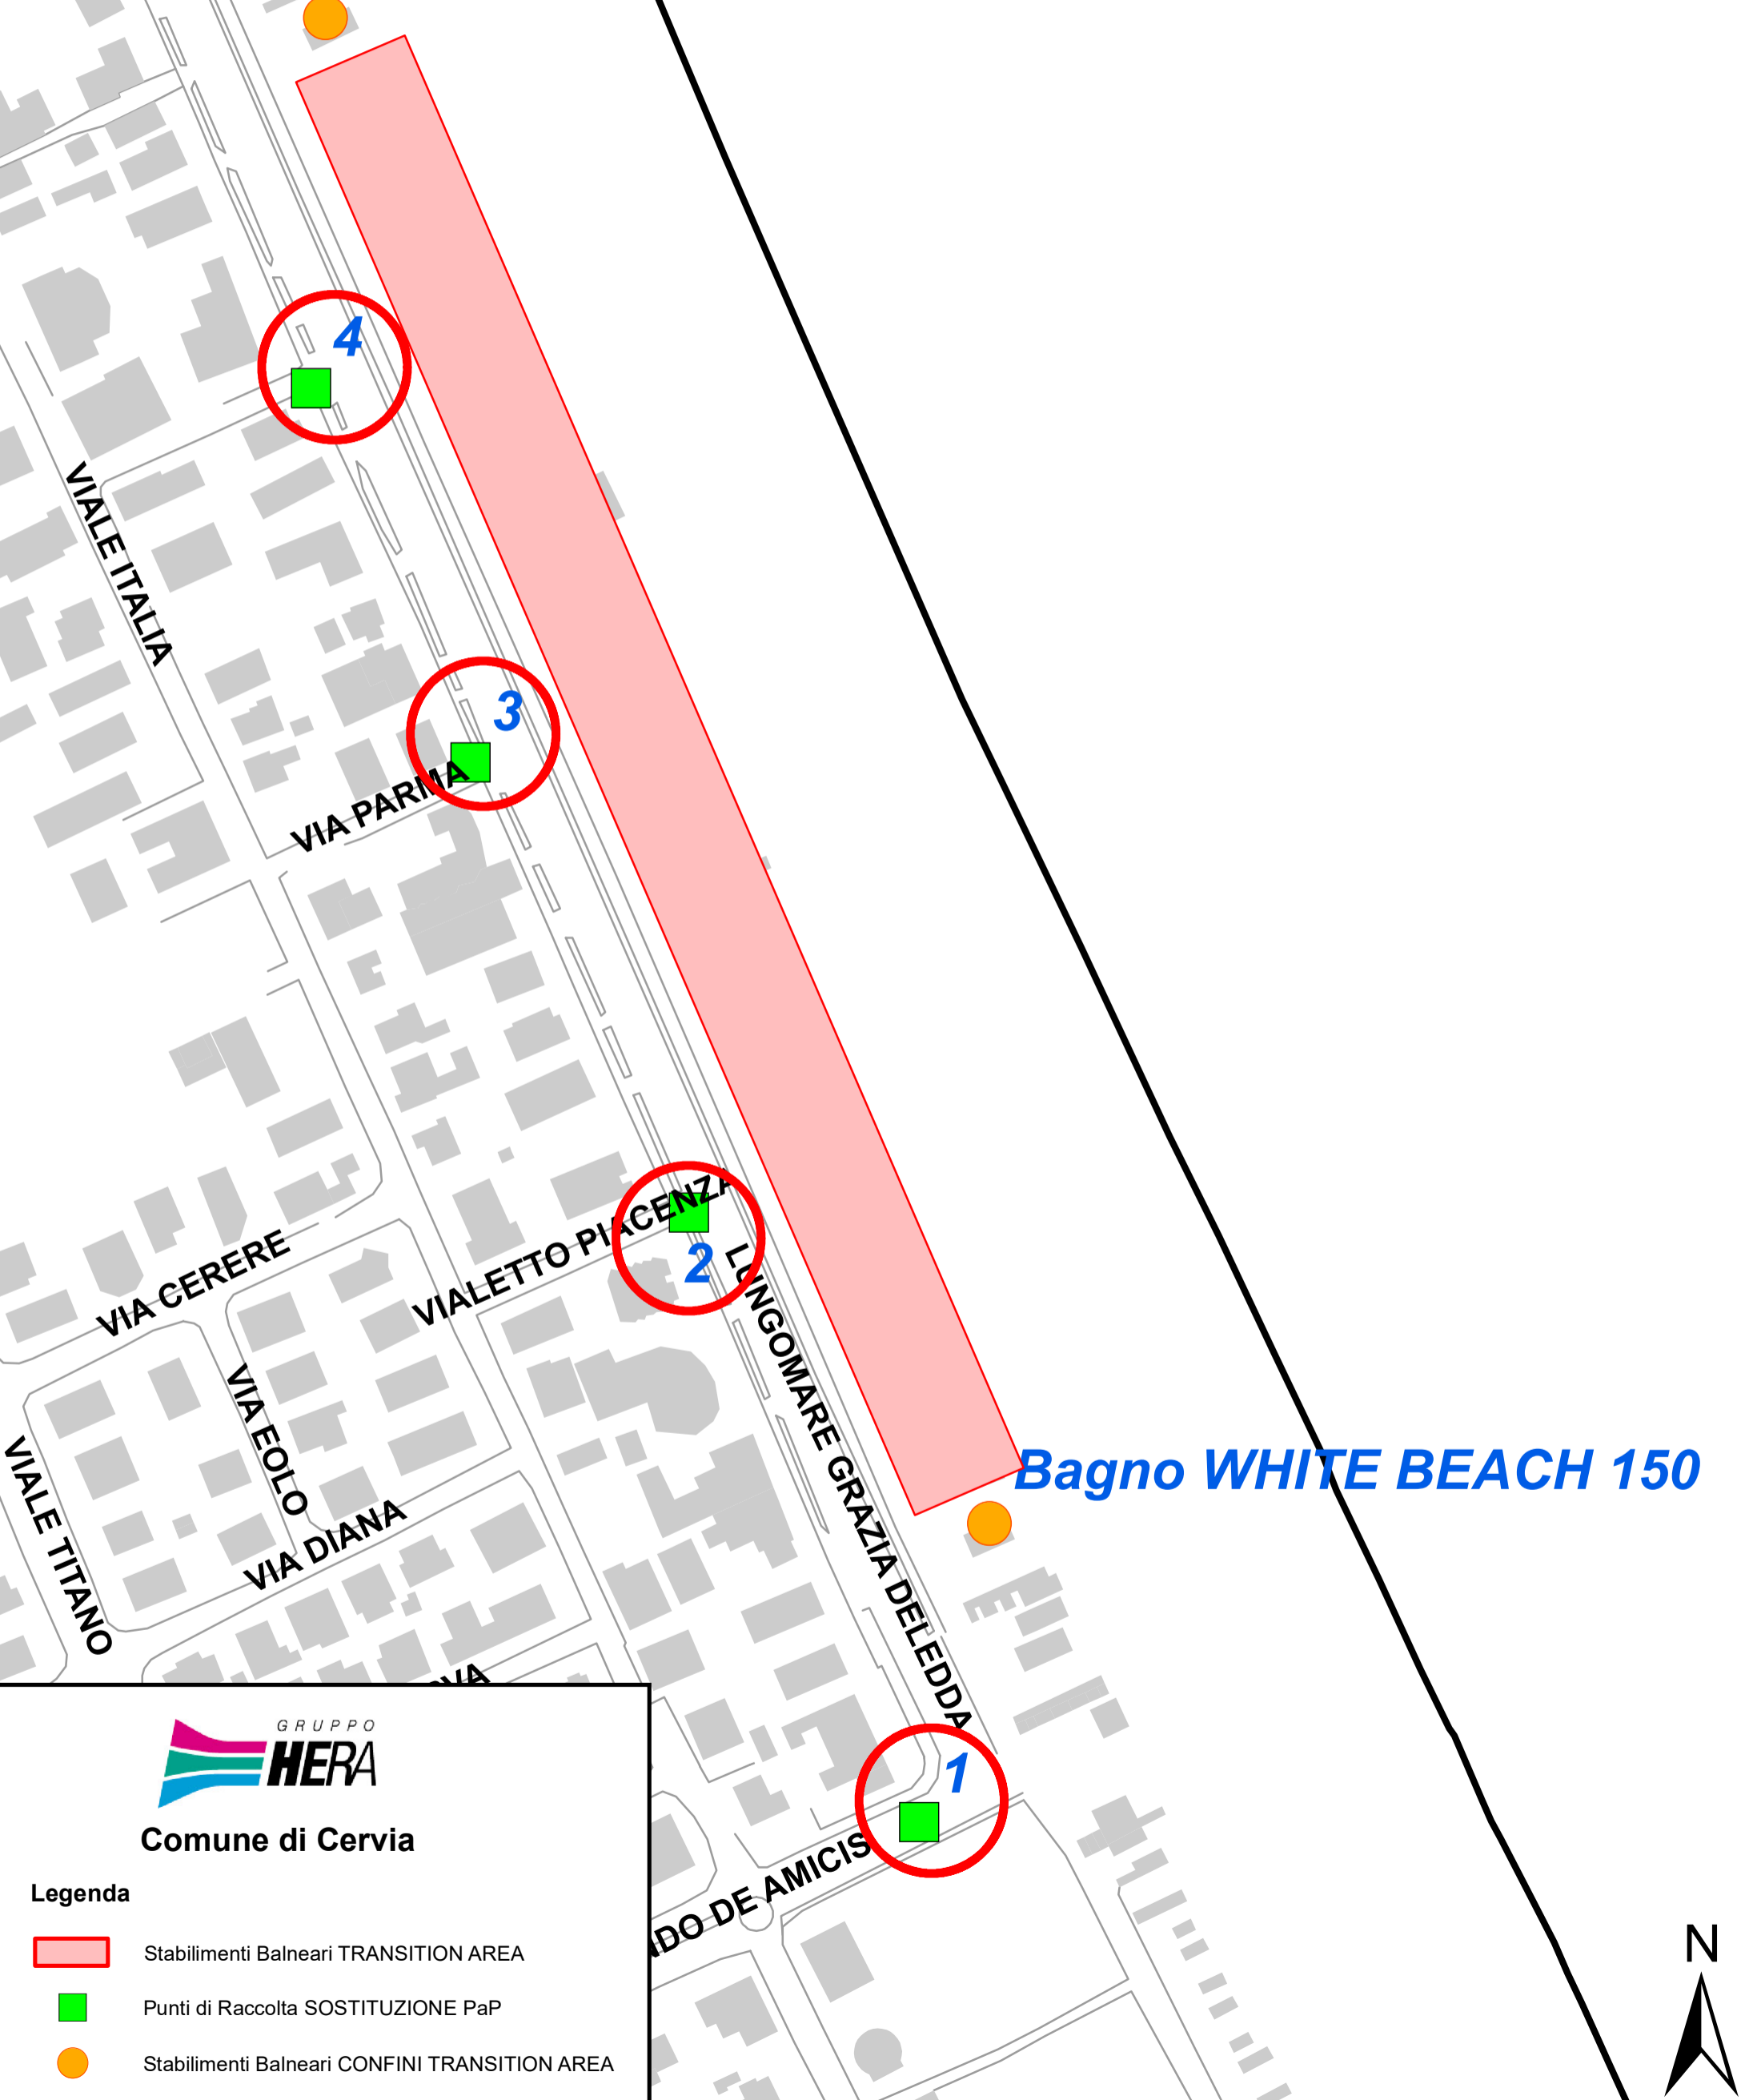 4
VIALE ITALIA
3
VIA PARMA
VIALETTO PIACENZA
2
VIA CERERE
LUNGOMARE GRAZIA DELEDDA
VIA EOLO
VIALE TITANO
VIA DIANA
Bagno WHITE BEACH 150
1
DE AMICIS
GRUPPO
HERA
Comune di Cervia
Legenda
Stabilimenti Balneari TRANSITION AREA
Punti di Raccolta SOSTITUZIONE PaP
Stabilimenti Balneari CONFINI TRANSITION AREA
N